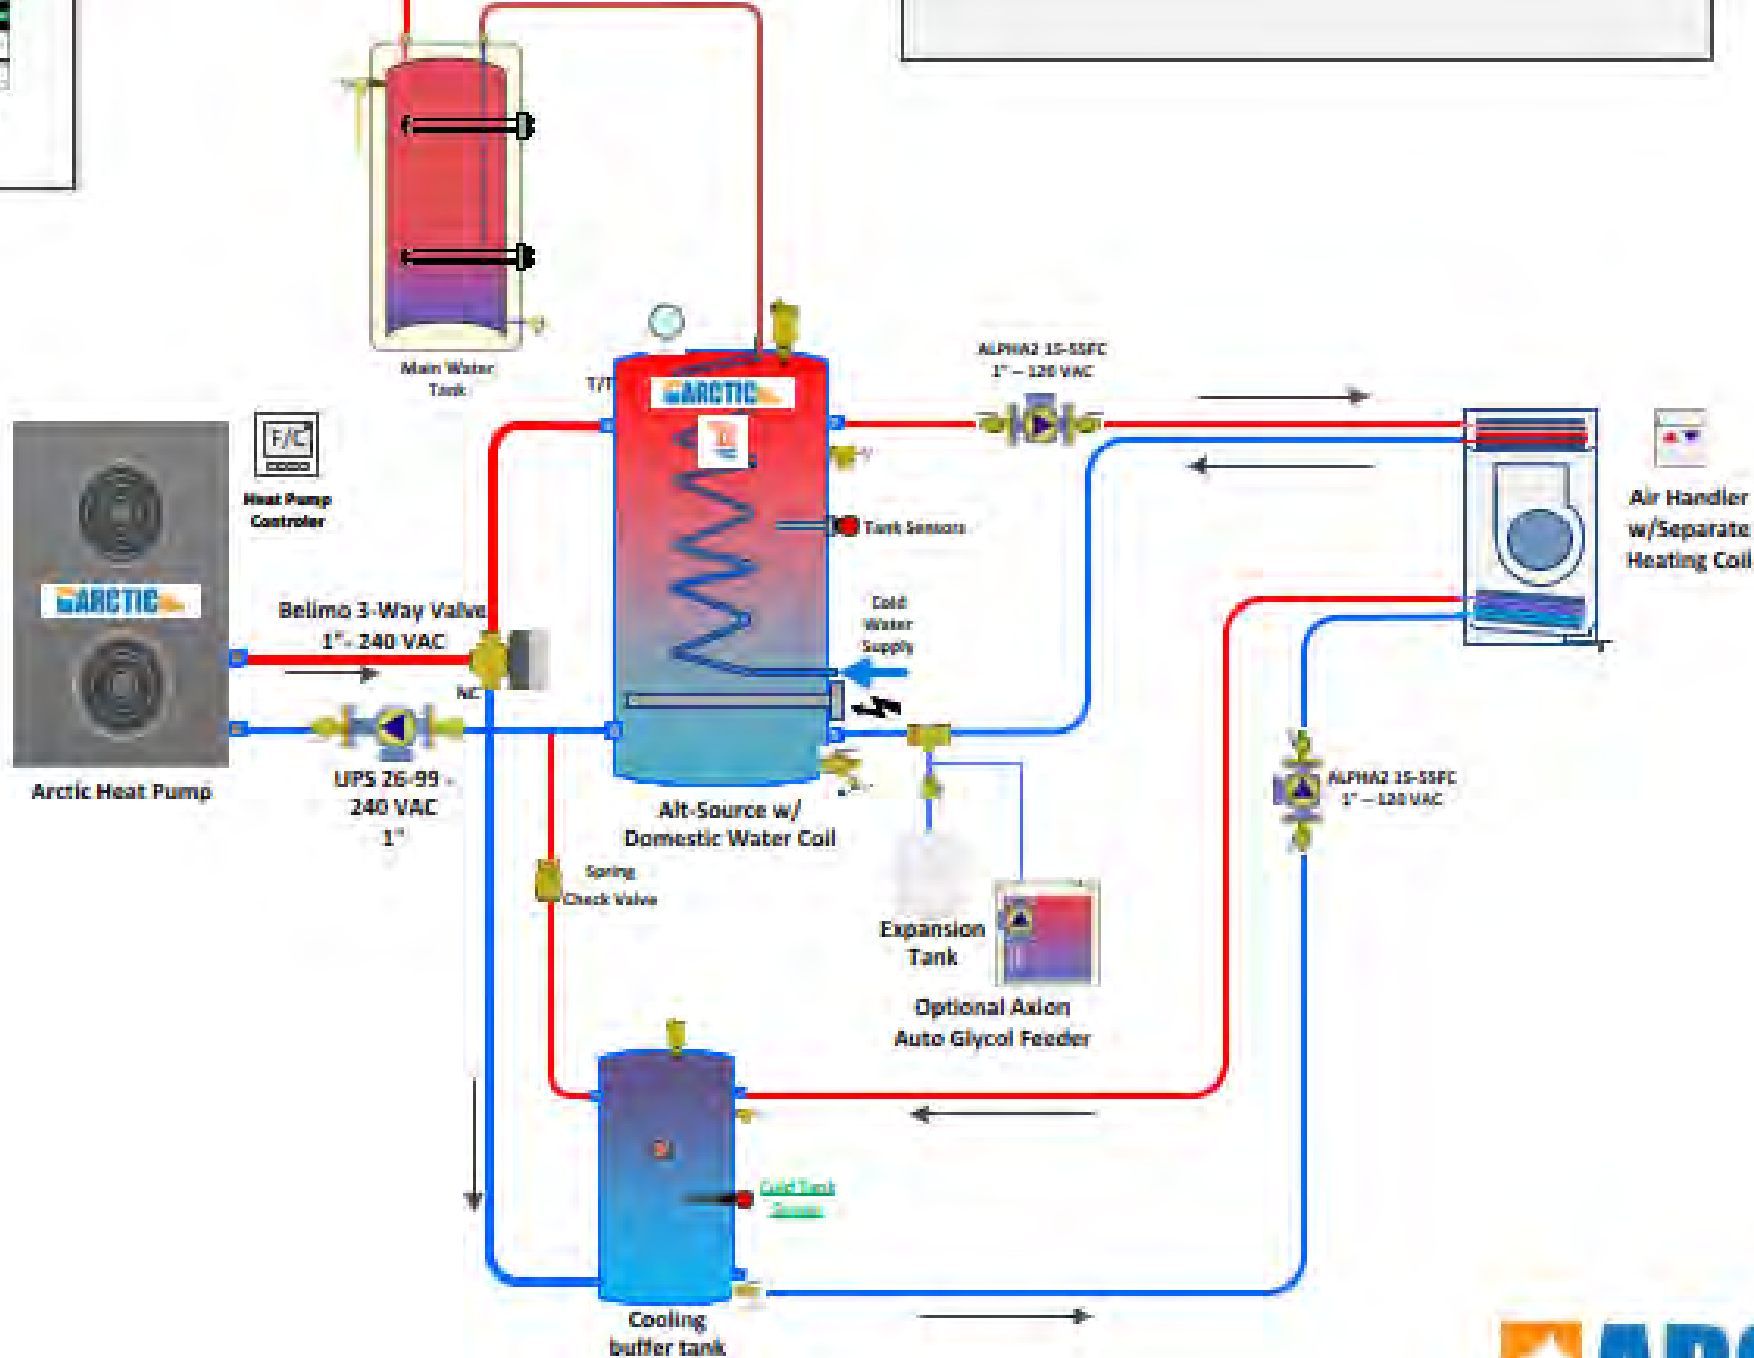 Main Water
Tank
T/T
ARCTIC
ALPHA2 15-55FC
1" – 120 VAC
F/C
Heat Pump
Controler
Tank Sensors
Air Handler
w/Separate
Heating Coil
ARCTIC
Belimo 3-Way Valve
1"- 240 VAC
NC
Cold
Water
Supply
Arctic Heat Pump
UPS 26-99 -
240 VAC
1"
Alt-Source w/
Domestic Water Coil
ALPHA2 15-55FC
1" – 120 VAC
Spring
Check Valve
Expansion
Tank
Optional Axion
Auto Glycol Feeder
Cold Tank
Sensor
Cooling
buffer tank
ARC